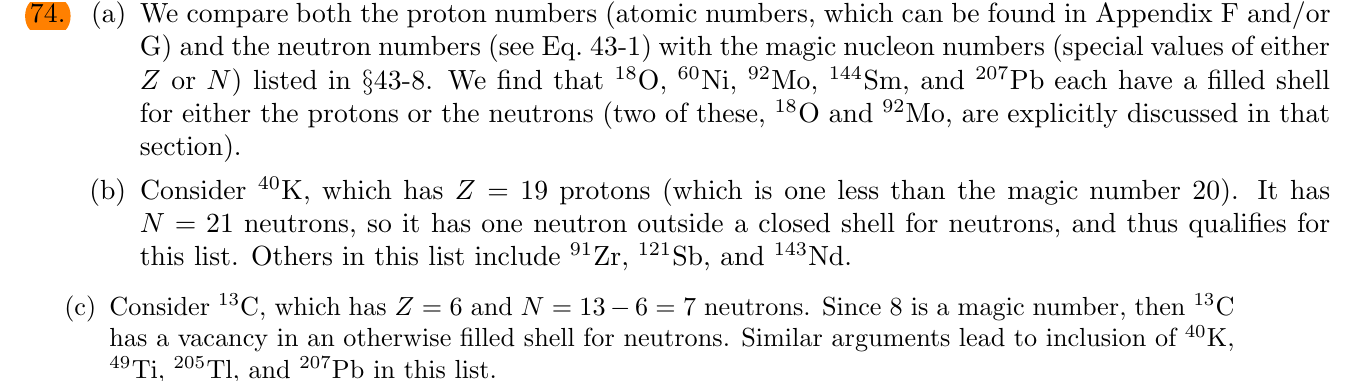 74. (a) We compare both the proton numbers (atomic numbers, which can be found in Appendix F and/or
G) and the neutron numbers (see Eq. 43-1) with the magic nucleon numbers (special values of either
Z or N) listed in §43-8. We find that ¹⁸O, ⁶⁰Ni, ⁹²Mo, ¹⁴⁴Sm, and ²⁰⁷Pb each have a filled shell
for either the protons or the neutrons (two of these, ¹⁸O and ⁹²Mo, are explicitly discussed in that
section).
(b) Consider ⁴⁰K, which has Z = 19 protons (which is one less than the magic number 20). It has
N = 21 neutrons, so it has one neutron outside a closed shell for neutrons, and thus qualifies for
this list. Others in this list include ⁹¹Zr, ¹²¹Sb, and ¹⁴³Nd.
(c) Consider ¹³C, which has Z = 6 and N = 13 − 6 = 7 neutrons. Since 8 is a magic number, then ¹³C
has a vacancy in an otherwise filled shell for neutrons. Similar arguments lead to inclusion of ⁴⁰K,
⁴⁹Ti, ²⁰⁵Tl, and ²⁰⁷Pb in this list.